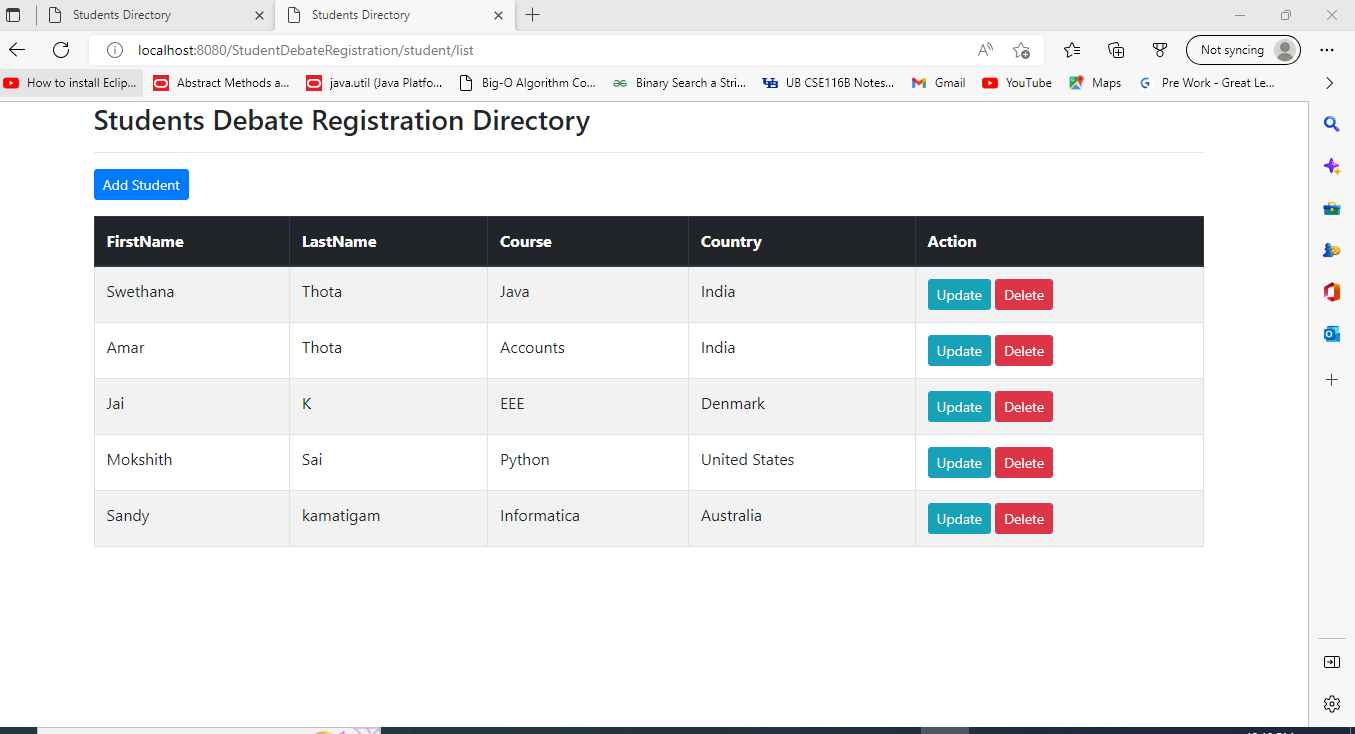 Students Directory
Students Directory
localhost:8080/StudentDebateRegistration/student/list
Not syncing
How to install Eclip...
Abstract Methods a...
java.util (Java Platfo...
Big-O Algorithm Co...
Binary Search a Stri...
UB CSE116B Notes...
Gmail
YouTube
Maps
Pre Work - Great Le...
Students Debate Registration Directory
Add Student
FirstName LastName Course Country Action
Swethana Thota Java India Update Delete
Amar Thota Accounts India Update Delete
Jai K EEE Denmark Update Delete
Mokshith Sai Python United States Update Delete
Sandy kamatigam Informatica Australia Update Delete